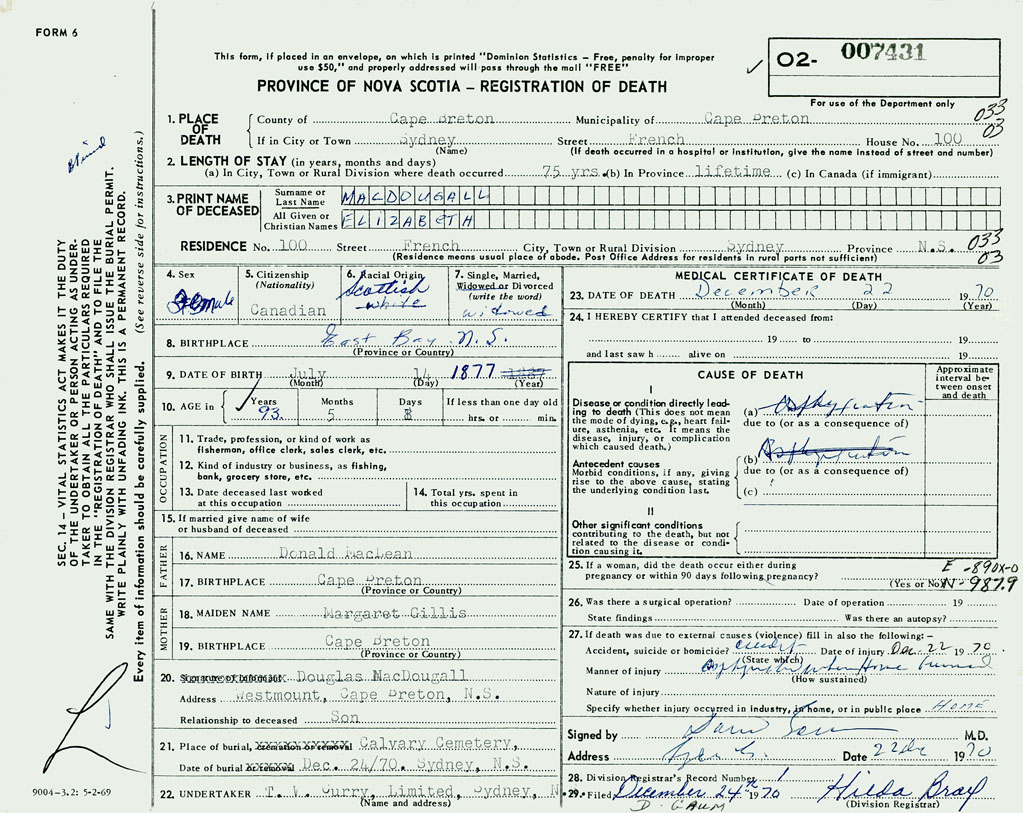 FORM 6
This form, if placed in an envelope, on which is printed "Dominion Statistics – Free, penalty for improper
use $50," and properly addressed will pass through the mail "FREE"
✓ 02- 007431
PROVINCE OF NOVA SCOTIA – REGISTRATION OF DEATH
For use of the Department only
1. PLACE OF DEATH County of Cape Breton Municipality of Cape Breton 033
If in City or Town Sydney Street French House No. 100 03
(Name) (If death occurred in a hospital or institution, give the name instead of street and number)
2. LENGTH OF STAY (in years, months and days)
(a) In City, Town or Rural Division where death occurred 75 yrs. (b) In Province lifetime (c) In Canada (if immigrant)
3. PRINT NAME OF DECEASED Surname or Last Name MACDOUGALL
All Given or Christian Names ELIZABETH
RESIDENCE No. 100 Street French City, Town or Rural Division Sydney Province N.S. 033
(Residence means usual place of abode. Post Office Address for residents in rural parts not sufficient) 03
4. Sex Female
5. Citizenship (Nationality) Canadian
6. Racial Origin Scottish white
7. Single, Married, Widowed or Divorced (write the word) widowed
8. BIRTHPLACE East Bay N.S.
(Province or Country)
9. DATE OF BIRTH July 14 1877 1887
(Month) (Day) (Year)
10. AGE in ✓ Years 93 Months 5 Days 8 If less than one day old hrs. or min.
OCCUPATION
11. Trade, profession, or kind of work as
fisherman, office clerk, sales clerk, etc.
12. Kind of industry or business, as fishing,
bank, grocery store, etc.
13. Date deceased last worked at this occupation
14. Total yrs. spent in this occupation
15. If married give name of wife
or husband of deceased
FATHER
16. NAME Donald MacLean
17. BIRTHPLACE Cape Breton
(Province or Country)
MOTHER
18. MAIDEN NAME Margaret Gillis
19. BIRTHPLACE Cape Breton
(Province or Country)
20. Signature of Informant Douglas MacDougall
Address Westmount, Cape Breton, N.S.
Relationship to deceased Son
21. Place of burial, cremation or removal Calvary Cemetery,
Date of burial or removal Dec. 24/70. Sydney, N.S.
22. UNDERTAKER T. W. Curry, Limited, Sydney, N
(Name and address)
MEDICAL CERTIFICATE OF DEATH
23. DATE OF DEATH December 22 1970
(Month) (Day) (Year)
24. I HEREBY CERTIFY that I attended deceased from:
19 to 19
and last saw h alive on 19
CAUSE OF DEATH
Approximate interval between onset and death
I
Disease or condition directly leading to death (This does not mean the mode of dying, e.g., heart failure, asthenia, etc. It means the disease, injury, or complication which caused death.)
(a) Asphyxiation
due to (or as a consequence of)
Antecedent causes
Morbid conditions, if any, giving rise to the above cause, stating the underlying condition last.
(b) Asphyxiation
due to (or as a consequence of)
(c)
II
Other significant conditions
contributing to the death, but not related to the disease or condition causing it.
25. If a woman, did the death occur either during
pregnancy or within 90 days following pregnancy? (Yes or No)
E -890X-0
N - 987.9
26. Was there a surgical operation? Date of operation 19
State findings Was there an autopsy?
27. If death was due to external causes (violence) fill in also the following: –
Accident, suicide or homicide? accident Date of injury Dec 22 1970
(State which)
Manner of injury Asphyxiation when Home burned
(How sustained)
Nature of injury
Specify whether injury occurred in industry, in home, or in public place HOME
Signed by M.D.
Address Date 22 Dec 1970
28. Division Registrar's Record Number 1
29. Filed December 24th 1970 Hilda Bray
D. GAUM (Division Registrar)
SEC. 14 – VITAL STATISTICS ACT MAKES IT THE DUTY
OF THE UNDERTAKER OR PERSON ACTING AS UNDER-
TAKER TO OBTAIN ALL THE PARTICULARS REQUIRED
IN THE "REGISTRATION OF DEATH" AND TO FILE THE
SAME WITH THE DIVISION REGISTRAR WHO SHALL ISSUE THE BURIAL PERMIT.
WRITE PLAINLY WITH UNFADING INK. THIS IS A PERMANENT RECORD.
Every item of information should be carefully supplied. (See reverse side for instructions.)
9004-3.2: 5-2-69